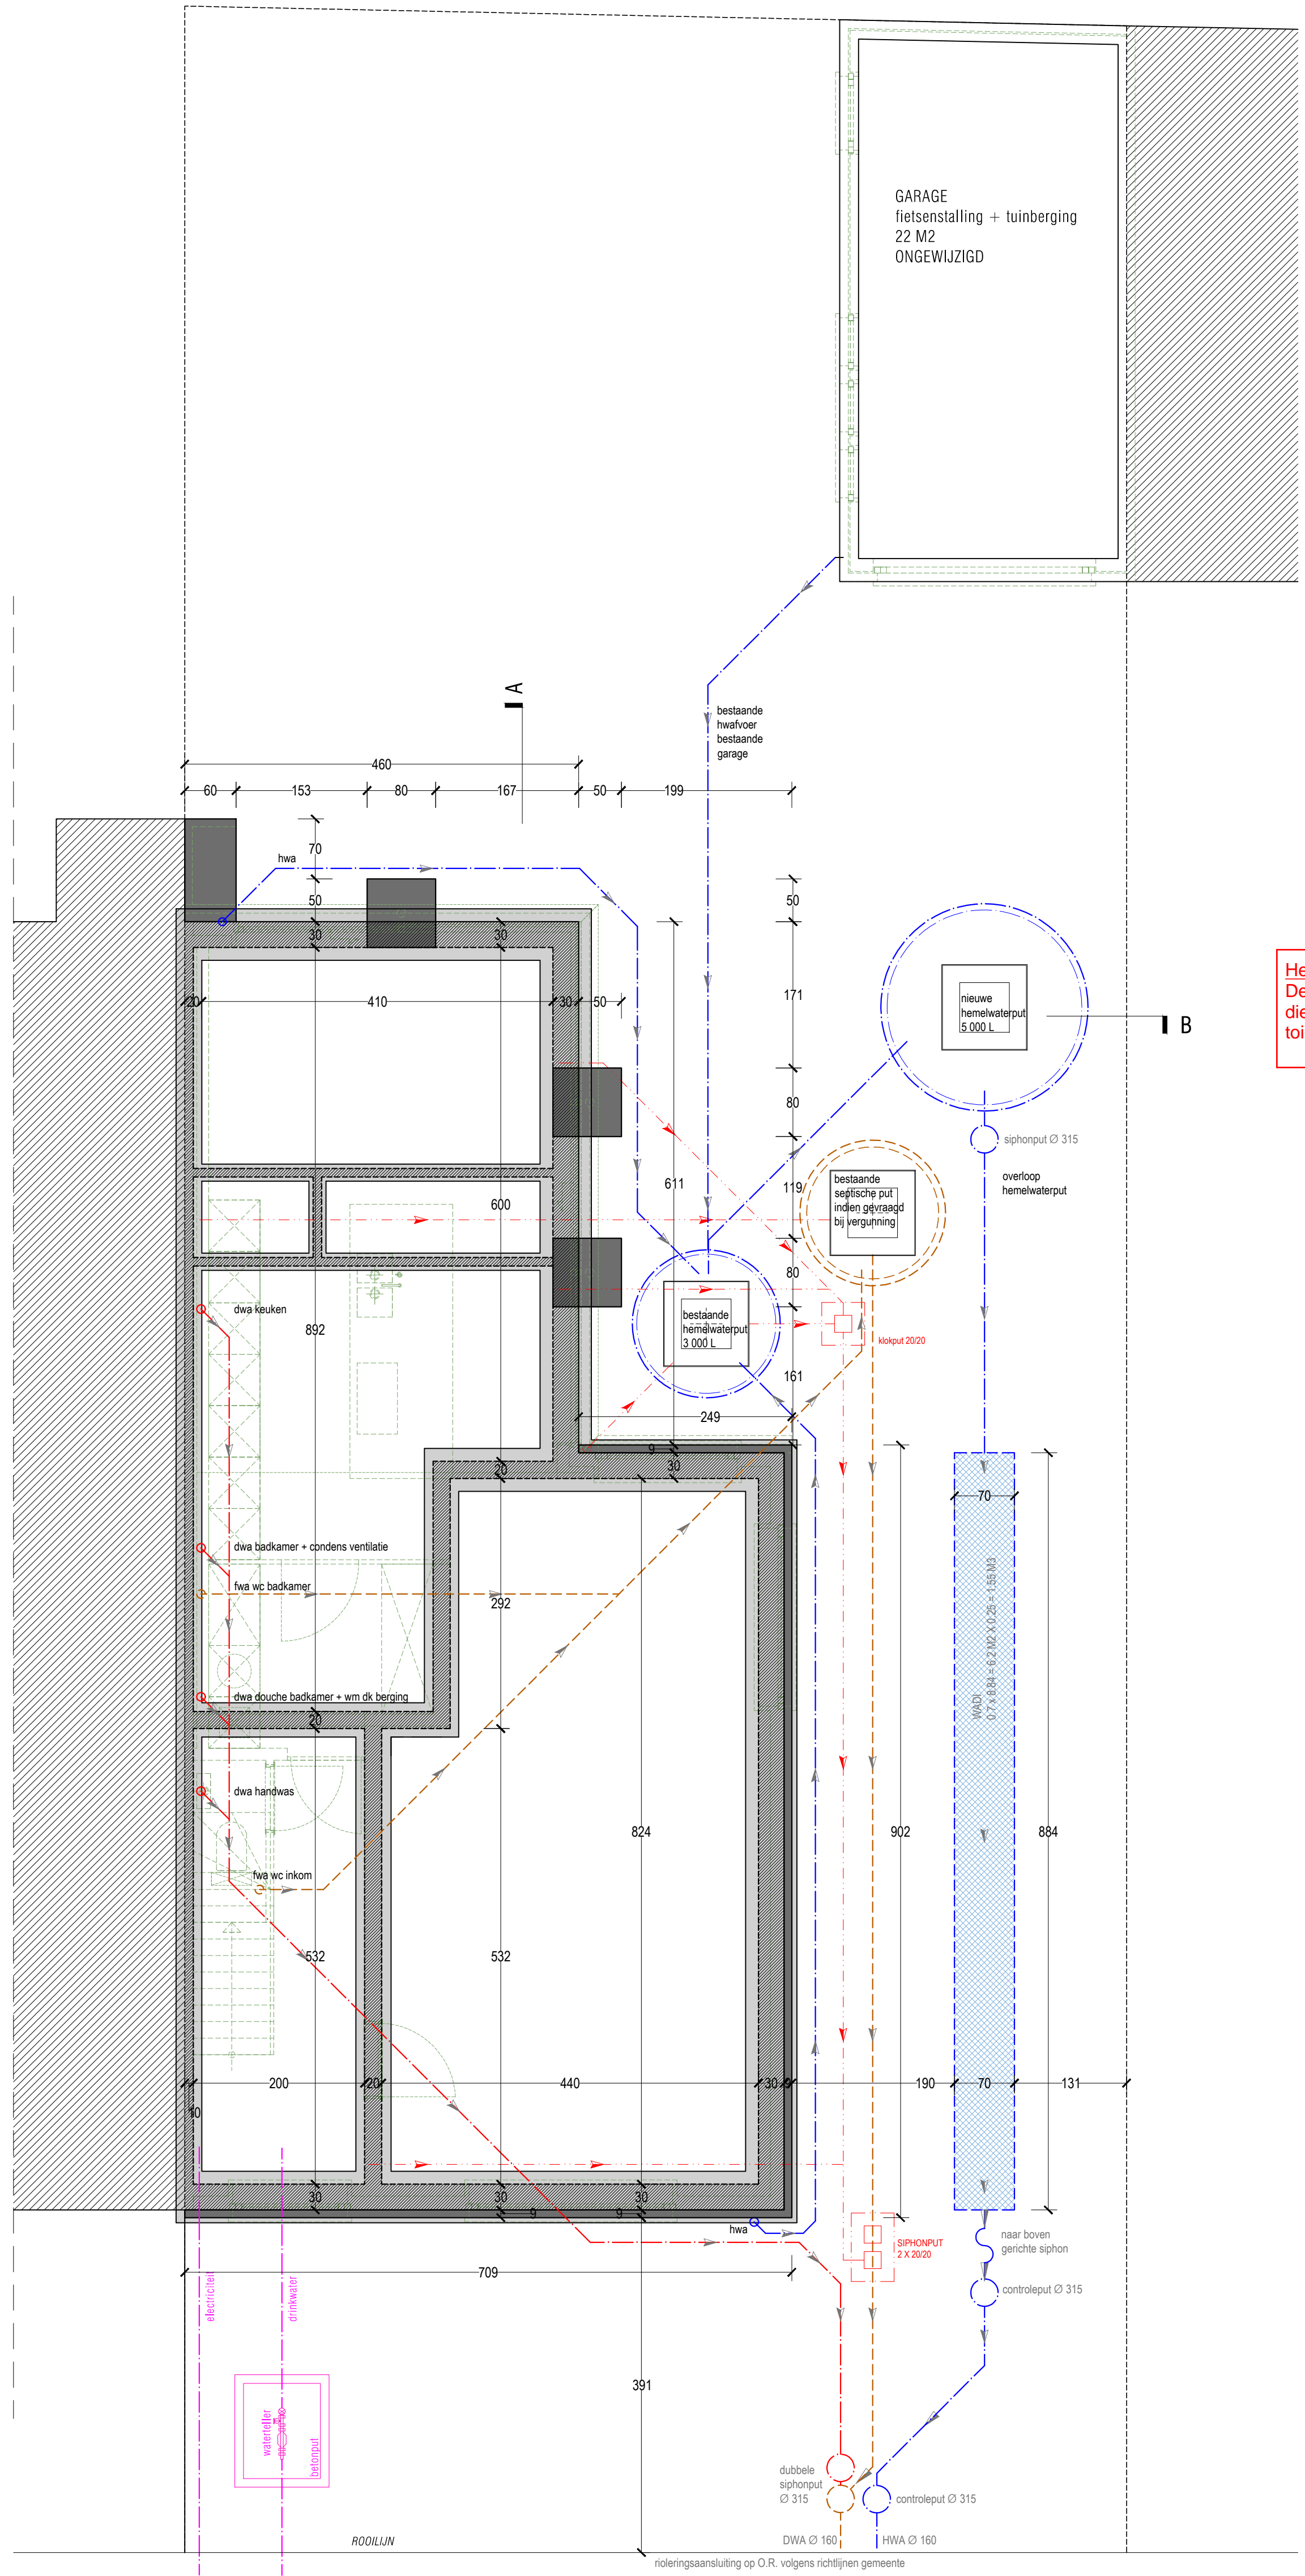 GARAGE
fietsenstalling + tuinberging
22 M2
ONGEWIJZIGD
A
bestaande
hwafvoer
bestaande
garage
460
60
153
80
167
50
199
70
hwa
50
50
30
30
He
De
die
toi
nieuwe
hemelwaterput
5 000 L
171
20
410
30
50
B
80
siphonput Ø 315
119
bestaande
septische put
indien gevraagd
bij vergunning
overloop
hemelwaterput
611
600
80
dwa keuken
bestaande
hemelwaterput
3 000 L
892
klokput 20/20
161
249
9
30
20
70
dwa badkamer + condens ventilatie
fwa wc badkamer
292
WADI
0.7 x 8.84 = 6.2 M2 X 0.25 = 1.55 M3
dwa douche badkamer + wm dk berging
20
dwa handwas
824
902
884
fwa wc inkom
532
532
200
20
440
30
9
190
70
131
10
30
30
30
9
9
hwa
SIPHONPUT
2 X 20/20
naar boven
gerichte siphon
709
electriciteit
drinkwater
controleput Ø 315
391
waterteller
betonput
dubbele
siphonput
Ø 315
controleput Ø 315
ROOILIJN
DWA Ø 160
HWA Ø 160
rioleringsaansluiting op O.R. volgens richtlijnen gemeente